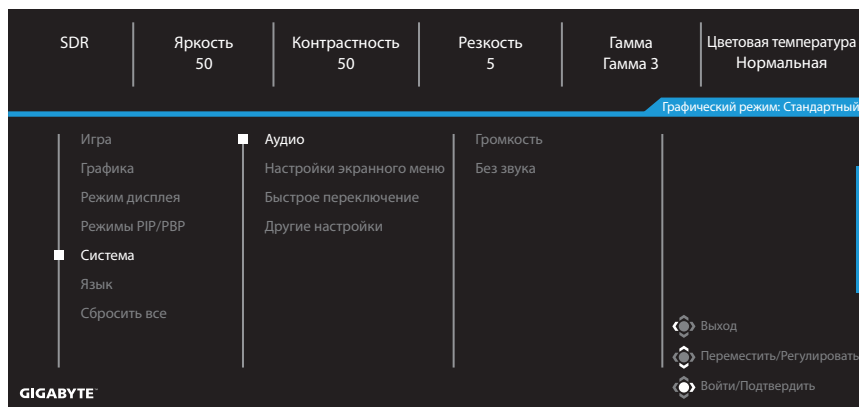 SDR
Яркость
50
Контрастность
50
Резкость
5
Гамма
Гамма 3
Цветовая температура
Нормальная
Графический режим: Стандартный
Игра
Графика
Режим дисплея
Режимы PIP/PBP
Система
Язык
Сбросить все
Аудио
Настройки экранного меню
Быстрое переключение
Другие настройки
Громкость
Без звука
Выход
Переместить/Регулировать
Войти/Подтвердить
GIGABYTE™